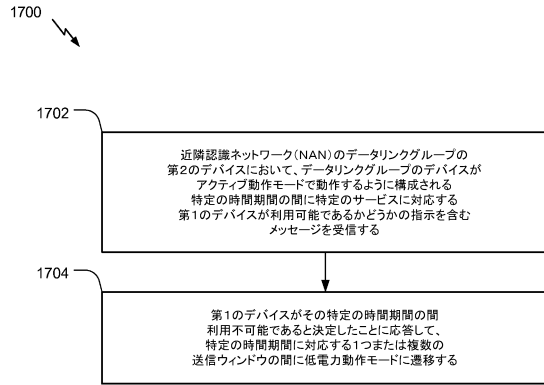 1700
1702
近隣認識ネットワーク(NAN)のデータリンクグループの
第2のデバイスにおいて、データリンクグループのデバイスが
アクティブ動作モードで動作するように構成される
特定の時間期間の間に特定のサービスに対応する
第1のデバイスが利用可能であるかどうかの指示を含む
メッセージを受信する
1704
第1のデバイスがその特定の時間期間の間
利用不可能であると決定したことに応答して、
特定の時間期間に対応する1つまたは複数の
送信ウィンドウの間に低電力動作モードに遷移する